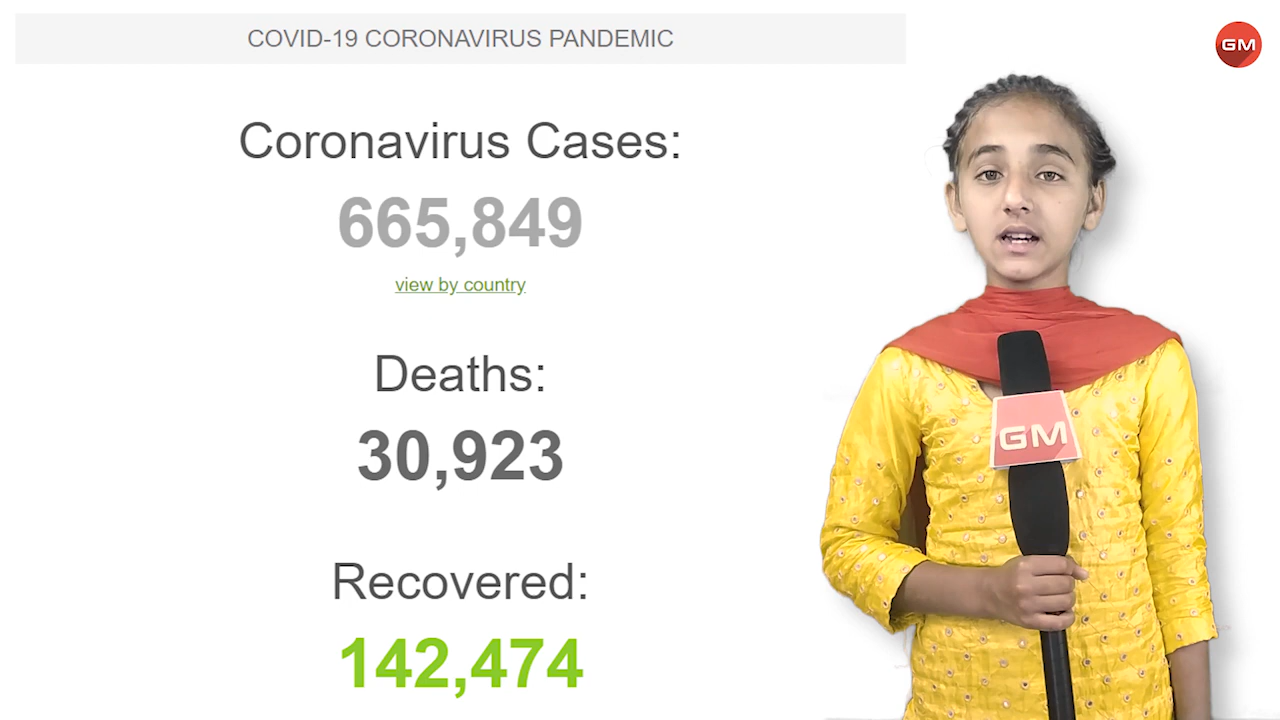 COVID-19 CORONAVIRUS PANDEMIC
GM
Coronavirus Cases:
665,849
view by country
Deaths:
30,923
GM
Recovered:
142,474